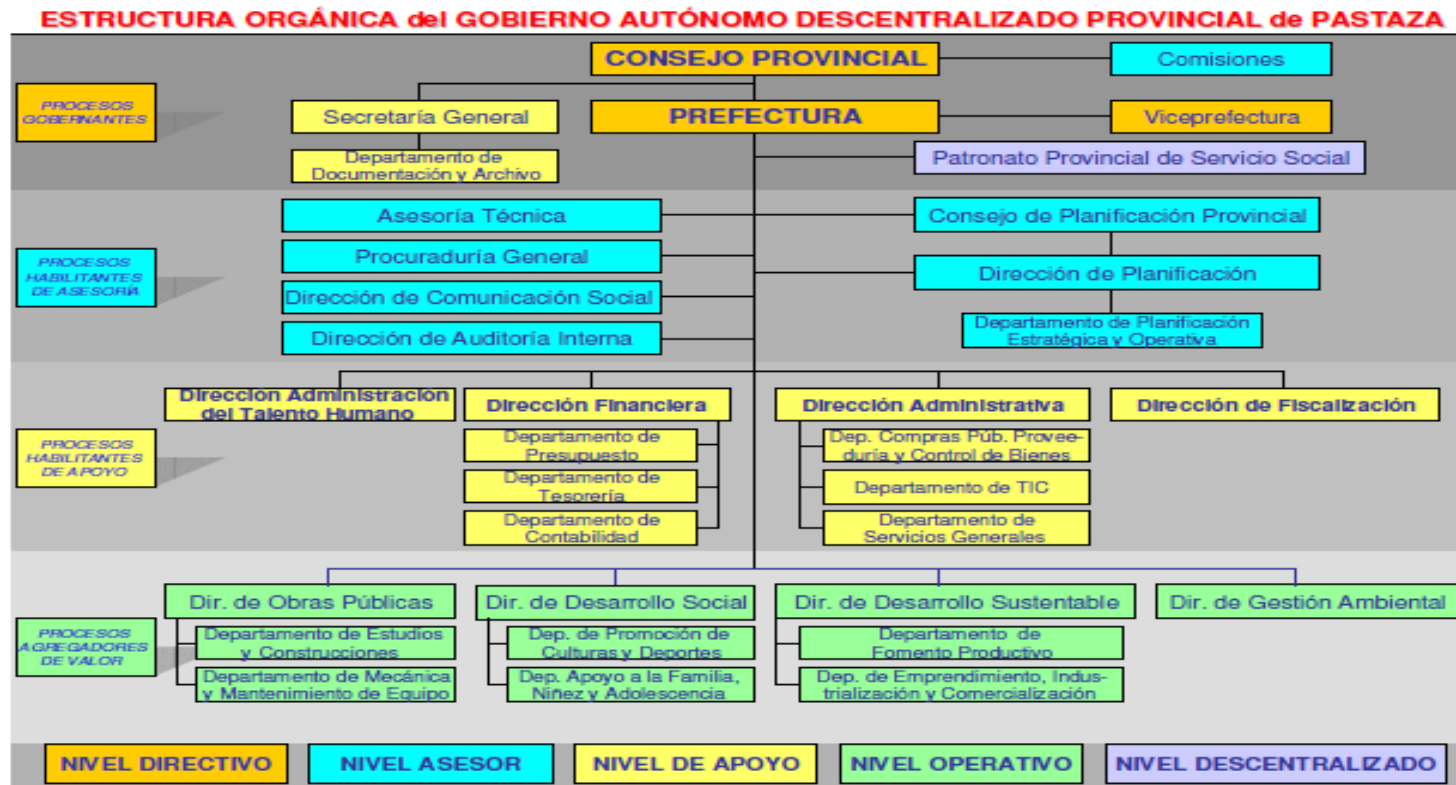 ESTRUCTURA ORGÁNICA del GOBIERNO AUTÓNOMO DESCENTRALIZADO PROVINCIAL de PASTAZA
CONSEJO PROVINCIAL
Comisiones
PROCESOS
GOBERNANTES
Secretaría General
PREFECTURA
Viceprefectura
Departamento de
Documentación y Archivo
Patronato Provincial de Servicio Social
PROCESOS
HABILITANTES
DE ASESORÍA
Asesoría Técnica
Consejo de Planificación Provincial
Procuraduría General
Dirección de Planificación
Dirección de Comunicación Social
Dirección de Auditoría Interna
Departamento de Planificación
Estratégica y Operativa
PROCESOS
HABILITANTES
DE APOYO
Dirección Administración
del Talento Humano
Dirección Financiera
Dirección Administrativa
Dirección de Fiscalización
Departamento de
Presupuesto
Dep. Compras Púb. Provee-
duría y Control de Bienes
Departamento de
Tesorería
Departamento de TIC
Departamento de
Contabilidad
Departamento de
Servicios Generales
PROCESOS
AGREGADORES
DE VALOR
Dir. de Obras Públicas
Dir. de Desarrollo Social
Dir. de Desarrollo Sustentable
Dir. de Gestión Ambiental
Departamento de Estudios
y Construcciones
Dep. de Promoción de
Culturas y Deportes
Departamento de
Fomento Productivo
Departamento de Mecánica
y Mantenimiento de Equipo
Dep. Apoyo a la Familia,
Niñez y Adolescencia
Dep. de Emprendimiento, Indus-
trialización y Comercialización
NIVEL DIRECTIVO
NIVEL ASESOR
NIVEL DE APOYO
NIVEL OPERATIVO
NIVEL DESCENTRALIZADO